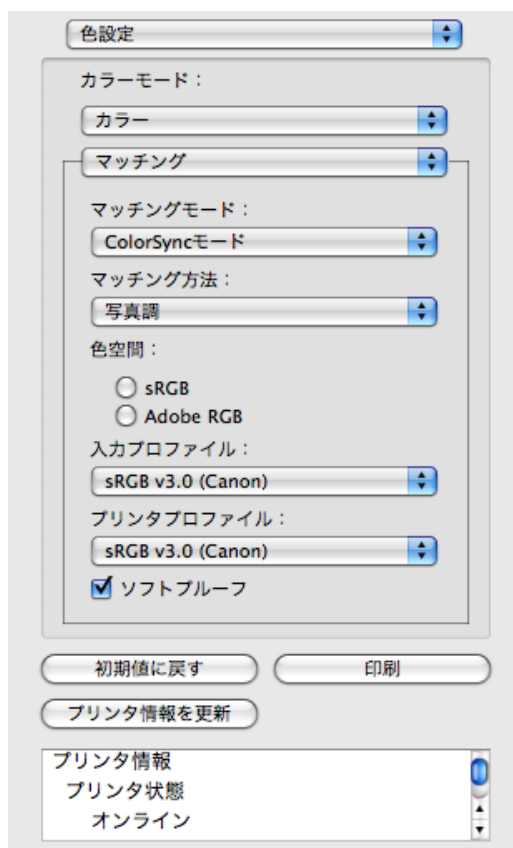 色設定
カラーモード：
カラー
マッチング
マッチングモード：
ColorSyncモード
マッチング方法：
写真調
色空間：
sRGB
Adobe RGB
入力プロファイル：
sRGB v3.0 (Canon)
プリンタプロファイル：
sRGB v3.0 (Canon)
ソフトプルーフ
初期値に戻す
印刷
プリンタ情報を更新
プリンタ情報
プリンタ状態
オンライン